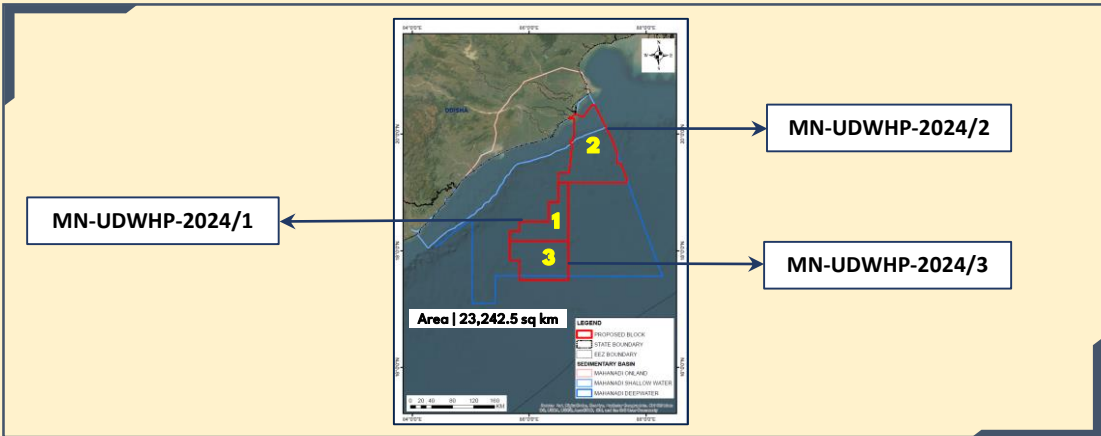 ODISHA
2
MN-UDWHP-2024/2
MN-UDWHP-2024/1
1
3
MN-UDWHP-2024/3
Area | 23,242.5 sq km
LEGEND
PROPOSED BLOCK
STATE BOUNDARY
EEZ BOUNDARY
SEDIMENTARY BASIN
MAHANADI ONLAND
MAHANADI SHALLOW WATER
MAHANADI DEEPWATER
0 20 40 80 120 160
KM